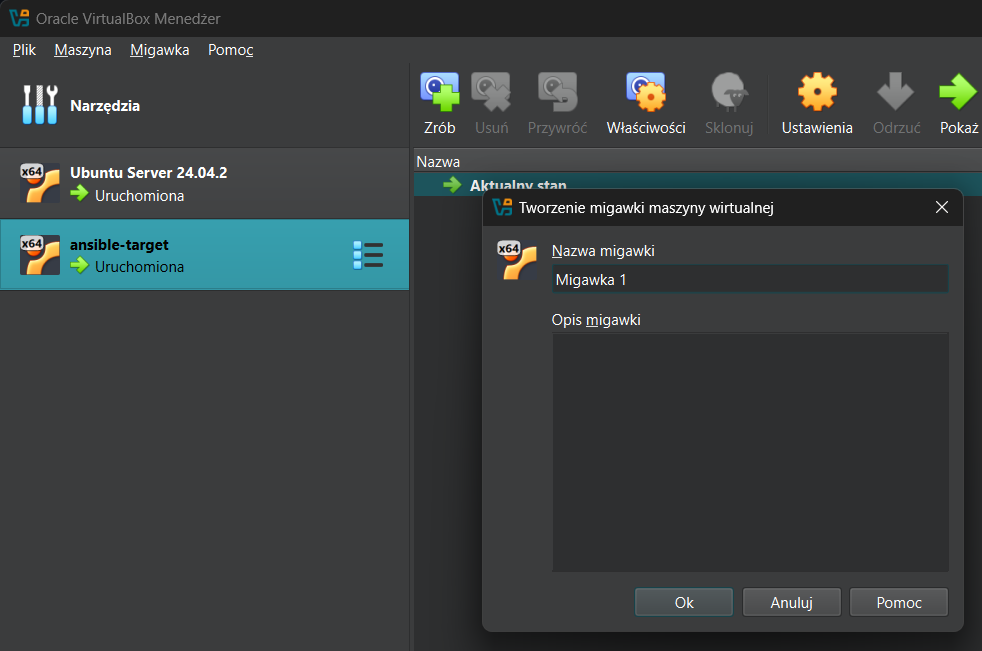 Oracle VirtualBox Menedżer
Plik Maszyna Migawka Pomoc
Narzędzia
Zrób Usuń Przywróć Właściwości Sklonuj Ustawienia Odrzuć Pokaż
Nazwa
x64
Ubuntu Server 24.04.2
Uruchomiona
Aktualny stan
x64
ansible-target
Uruchomiona
Tworzenie migawki maszyny wirtualnej
x64
Nazwa migawki
Migawka 1
Opis migawki
Ok Anuluj Pomoc